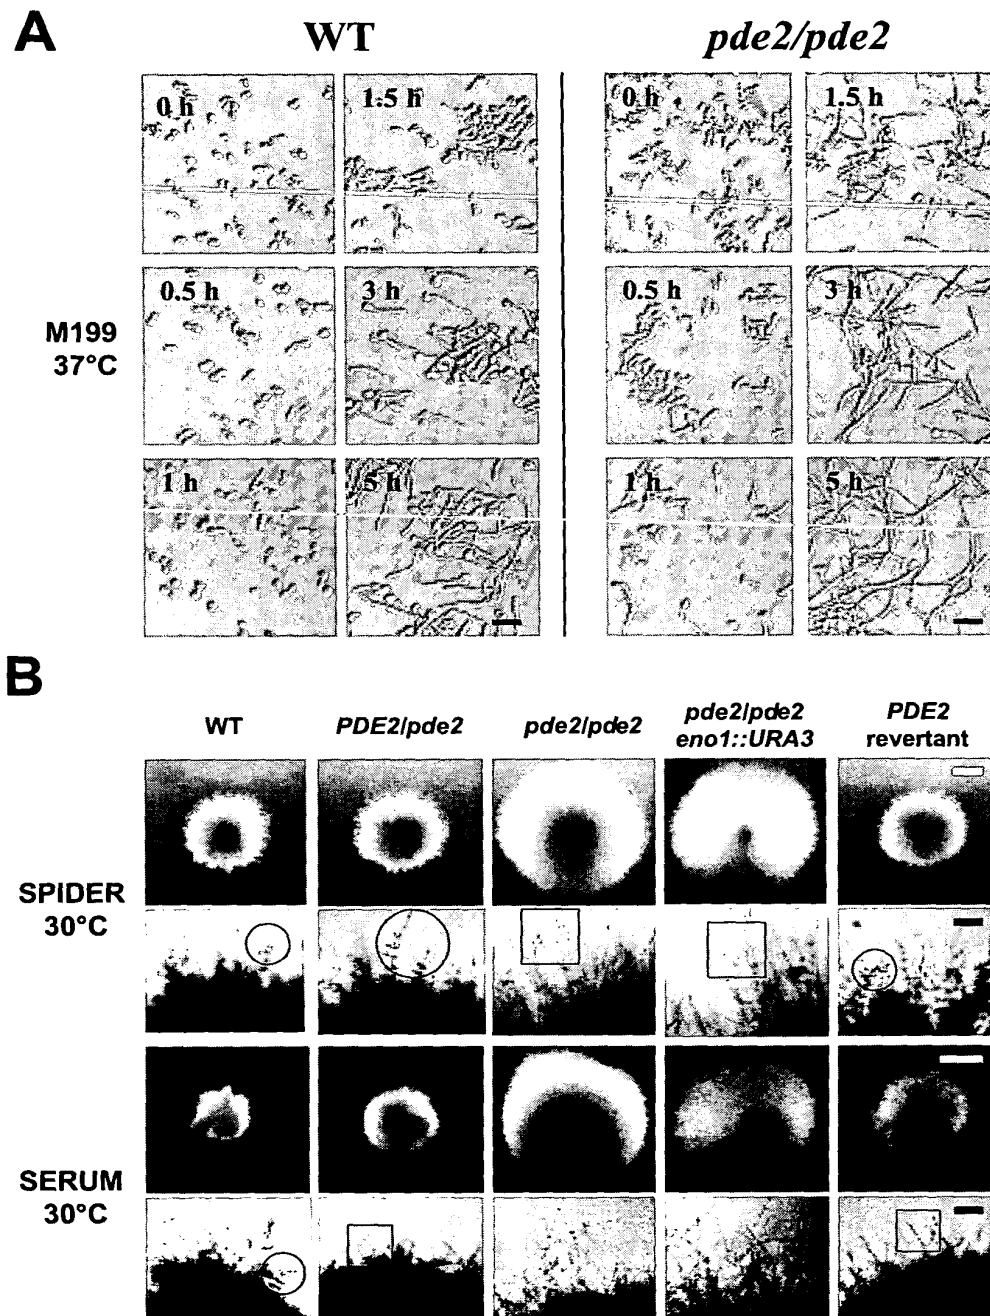 A
WT
pde2/pde2
0 h
1.5 h
0 h
1.5 h
0.5 h
3 h
0.5 h
3 h
M199
37°C
1 h
5 h
1 h
5 h
B
WT
PDE2/pde2
pde2/pde2
pde2/pde2
eno1::URA3
PDE2
revertant
SPIDER
30°C
SERUM
30°C